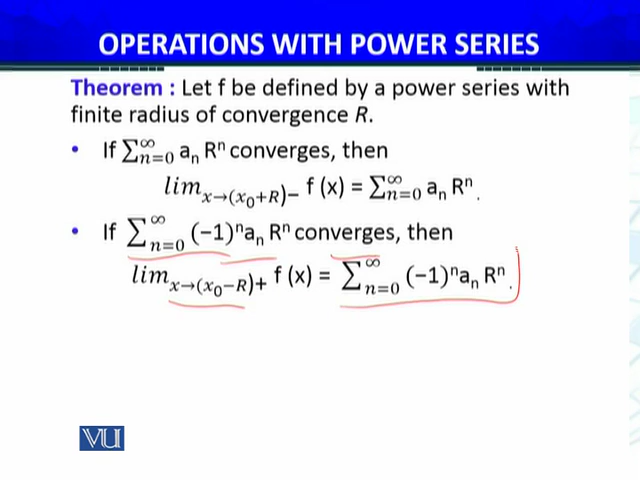 OPERATIONS WITH POWER SERIES
Theorem : Let f be defined by a power series with
finite radius of convergence R.
• If ∑_{n=0}^{∞} aₙ Rⁿ converges, then
lim_{x→(x₀+R)−} f (x) = ∑_{n=0}^{∞} aₙ Rⁿ .
• If ∑_{n=0}^{∞} (−1)ⁿaₙ Rⁿ converges, then
lim_{x→(x₀−R)+} f (x) = ∑_{n=0}^{∞} (−1)ⁿaₙ Rⁿ .
VU